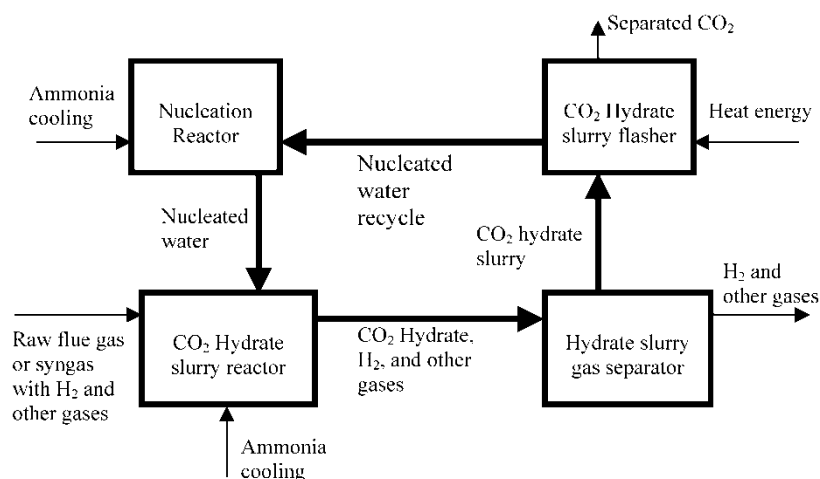 Separated CO₂
Ammonia
cooling
Nucleation
Reactor
CO₂ Hydrate
slurry flasher
Heat energy
Nucleated
water
recycle
Nucleated
water
CO₂ hydrate
slurry
H₂ and
other gases
Raw flue gas
or syngas
with H₂ and
other gases
CO₂ Hydrate
slurry reactor
CO₂ Hydrate,
H₂, and other
gases
Hydrate slurry
gas separator
Ammonia
cooling